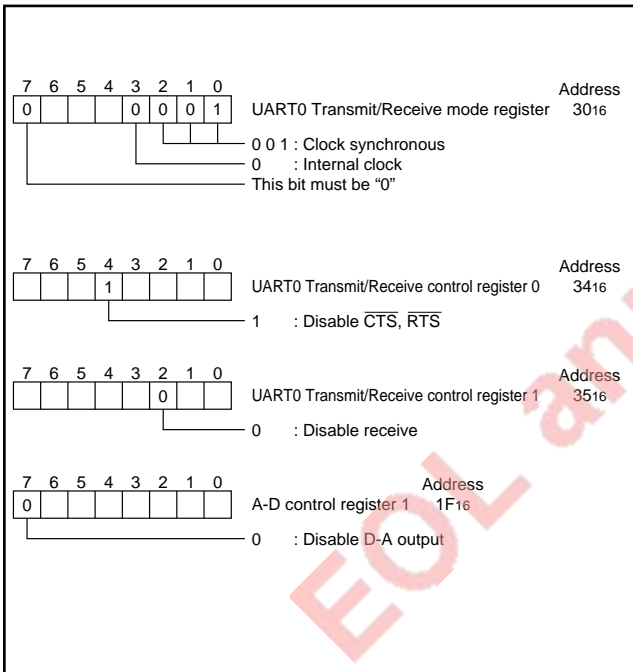 7 6 5 4 3 2 1 0 Address
0 0 0 0 1 UART0 Transmit/Receive mode register 3016
0 0 1 : Clock synchronous
0 : Internal clock
This bit must be “0”
7 6 5 4 3 2 1 0 Address
1 UART0 Transmit/Receive control register 0 3416
1 : Disable CTS, RTS
7 6 5 4 3 2 1 0 Address
0 UART0 Transmit/Receive control register 1 3516
0 : Disable receive
7 6 5 4 3 2 1 0 Address
0 A-D control register 1 1F16
0 : Disable D-A output
EOL